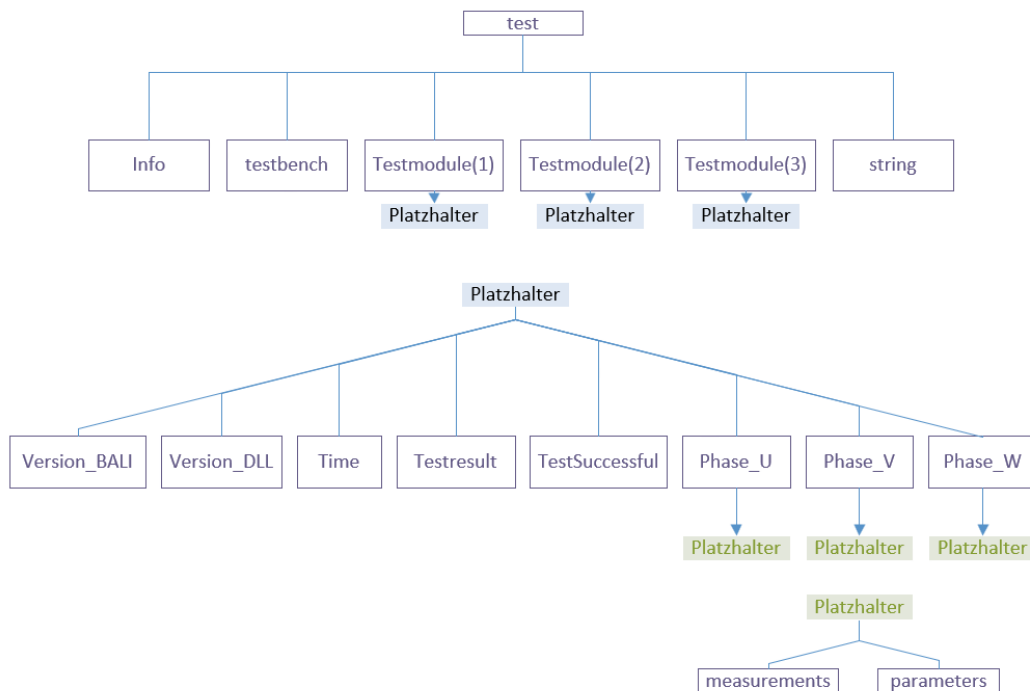 test
Info testbench Testmodule(1) Testmodule(2) Testmodule(3) string
Platzhalter Platzhalter Platzhalter
Platzhalter
Version_BALI Version_DLL Time Testresult TestSuccessful Phase_U Phase_V Phase_W
Platzhalter Platzhalter Platzhalter
Platzhalter
measurements parameters